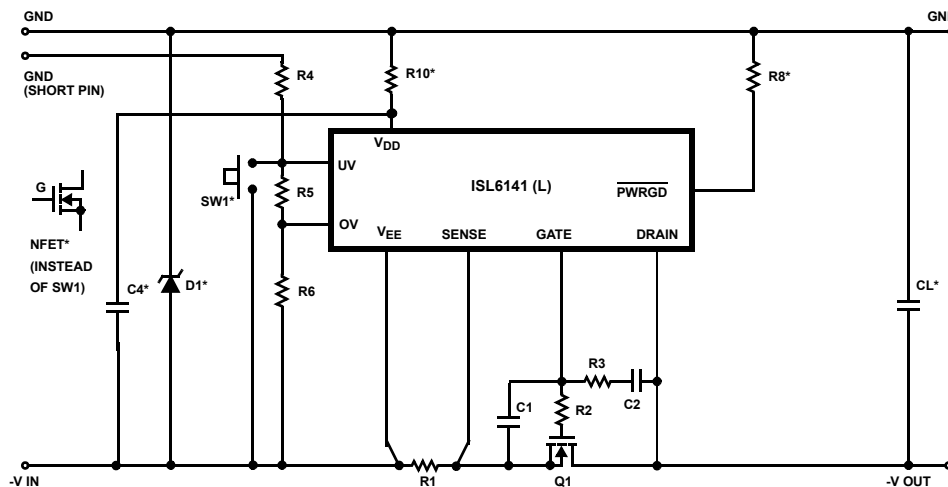 GND
GND
GND
(SHORT PIN)
R4
R10*
R8*
VDD
UV
ISL6141 (L)
PWRGD
G
SW1*
R5
OV
VEE
SENSE
GATE
DRAIN
NFET*
(INSTEAD
OF SW1)
C4*
D1*
R6
CL*
R3
C1
R2
C2
-V IN
R1
Q1
-V OUT